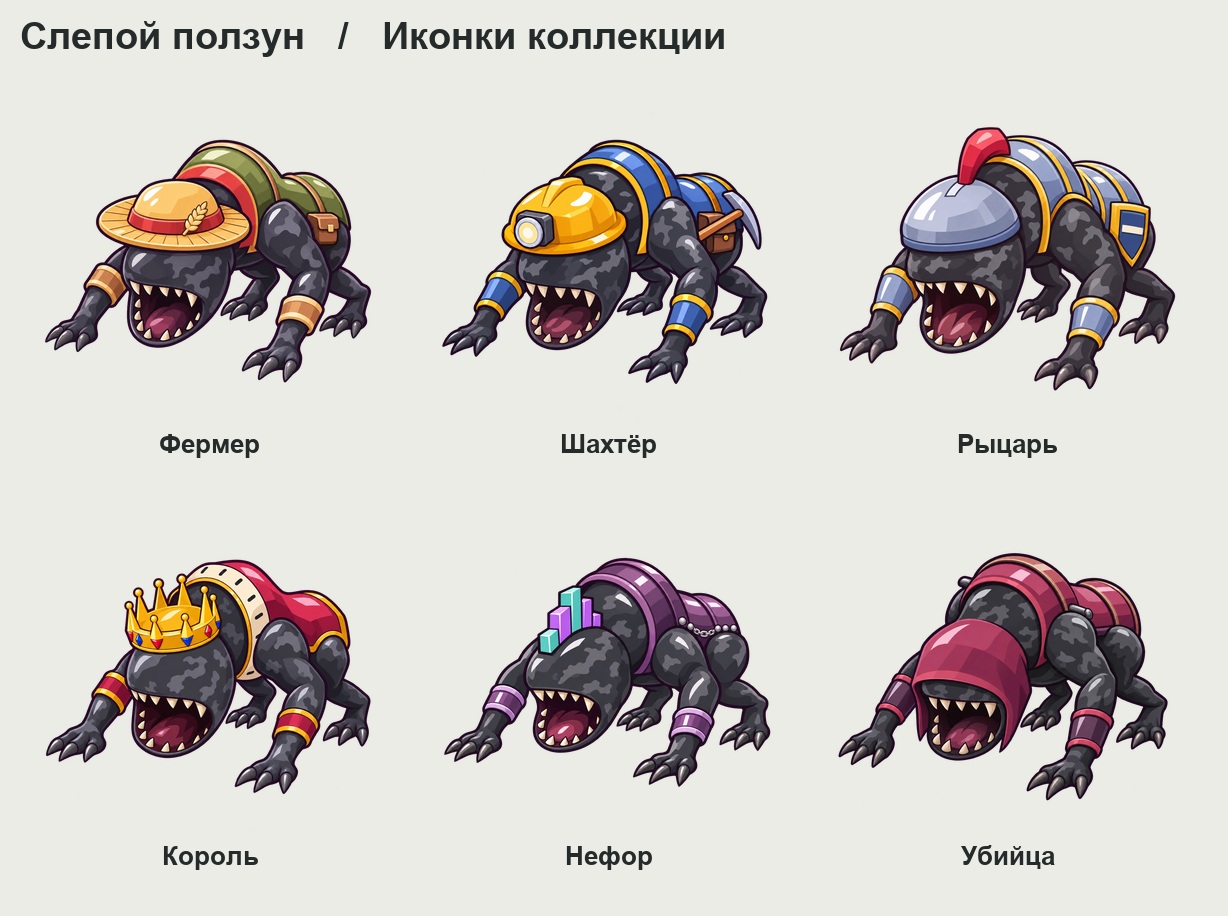 Слепой ползун / Иконки коллекции
Фермер
Шахтёр
Рыцарь
Король
Нефор
Убийца